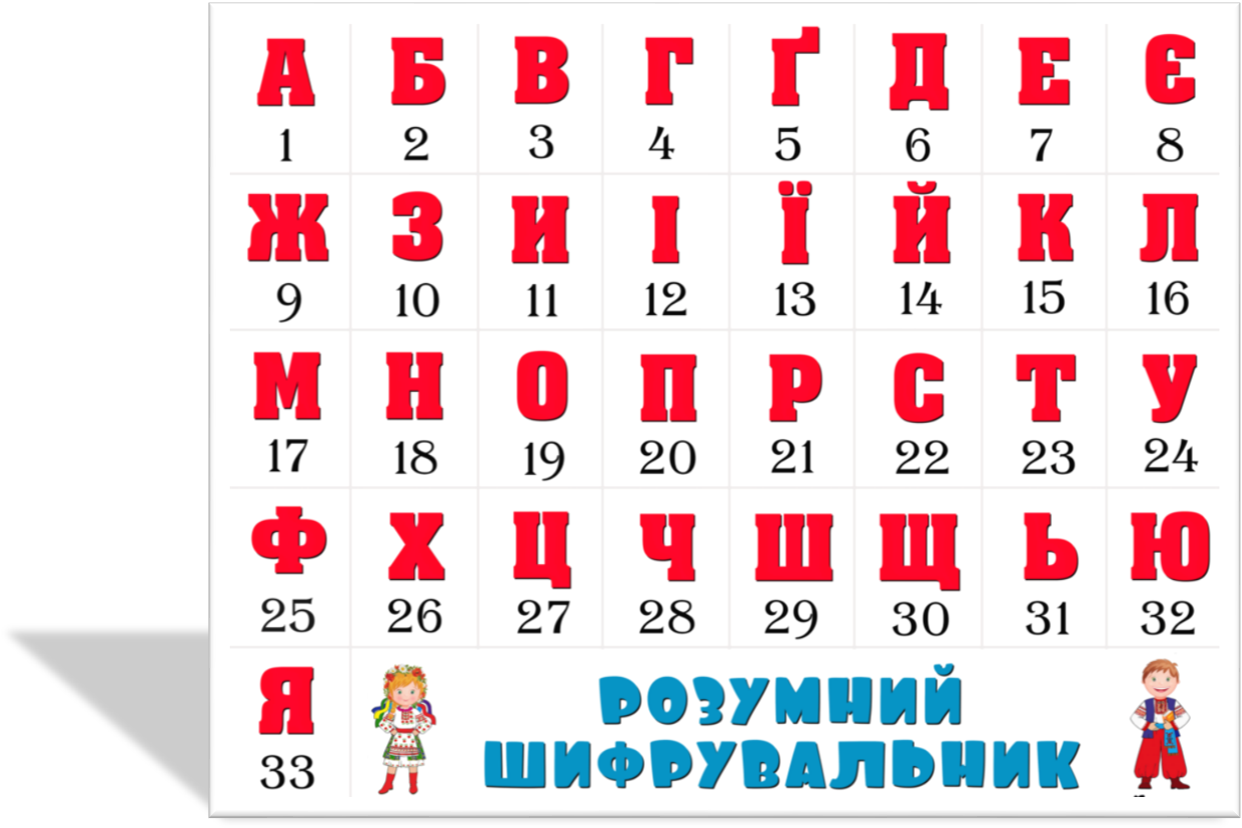 А Б В Г Ґ Д Е Є
1 2 3 4 5 6 7 8
Ж З И І Ї Й К Л
9 10 11 12 13 14 15 16
М Н О П Р С Т У
17 18 19 20 21 22 23 24
Ф Х Ц Ч Ш Щ Ь Ю
25 26 27 28 29 30 31 32
Я
33
РОЗУМНИЙ
ШИФРУВАЛЬНИК